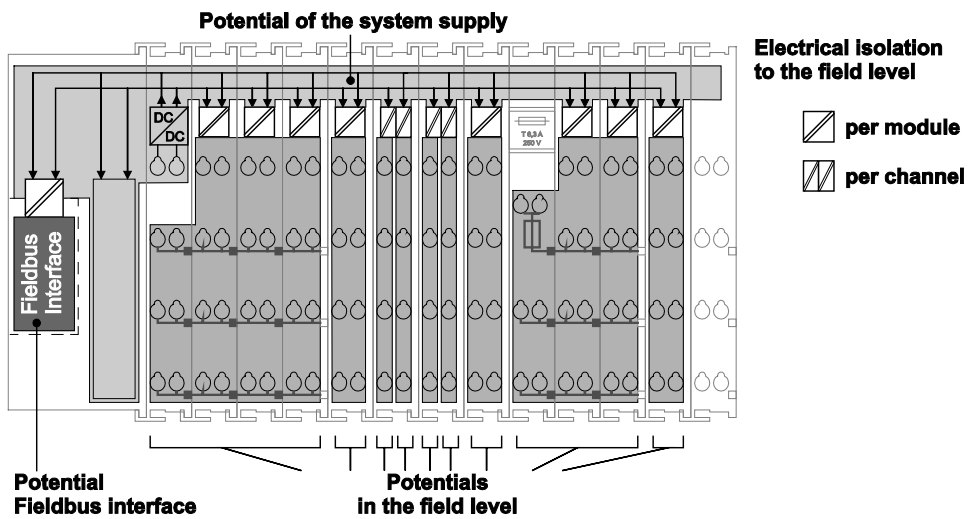 Potential of the system supply
Electrical isolation
to the field level
per module
per channel
DC
DC
T 6,3 A
250 V
Fieldbus
Interface
Potential
Fieldbus interface
Potentials
in the field level